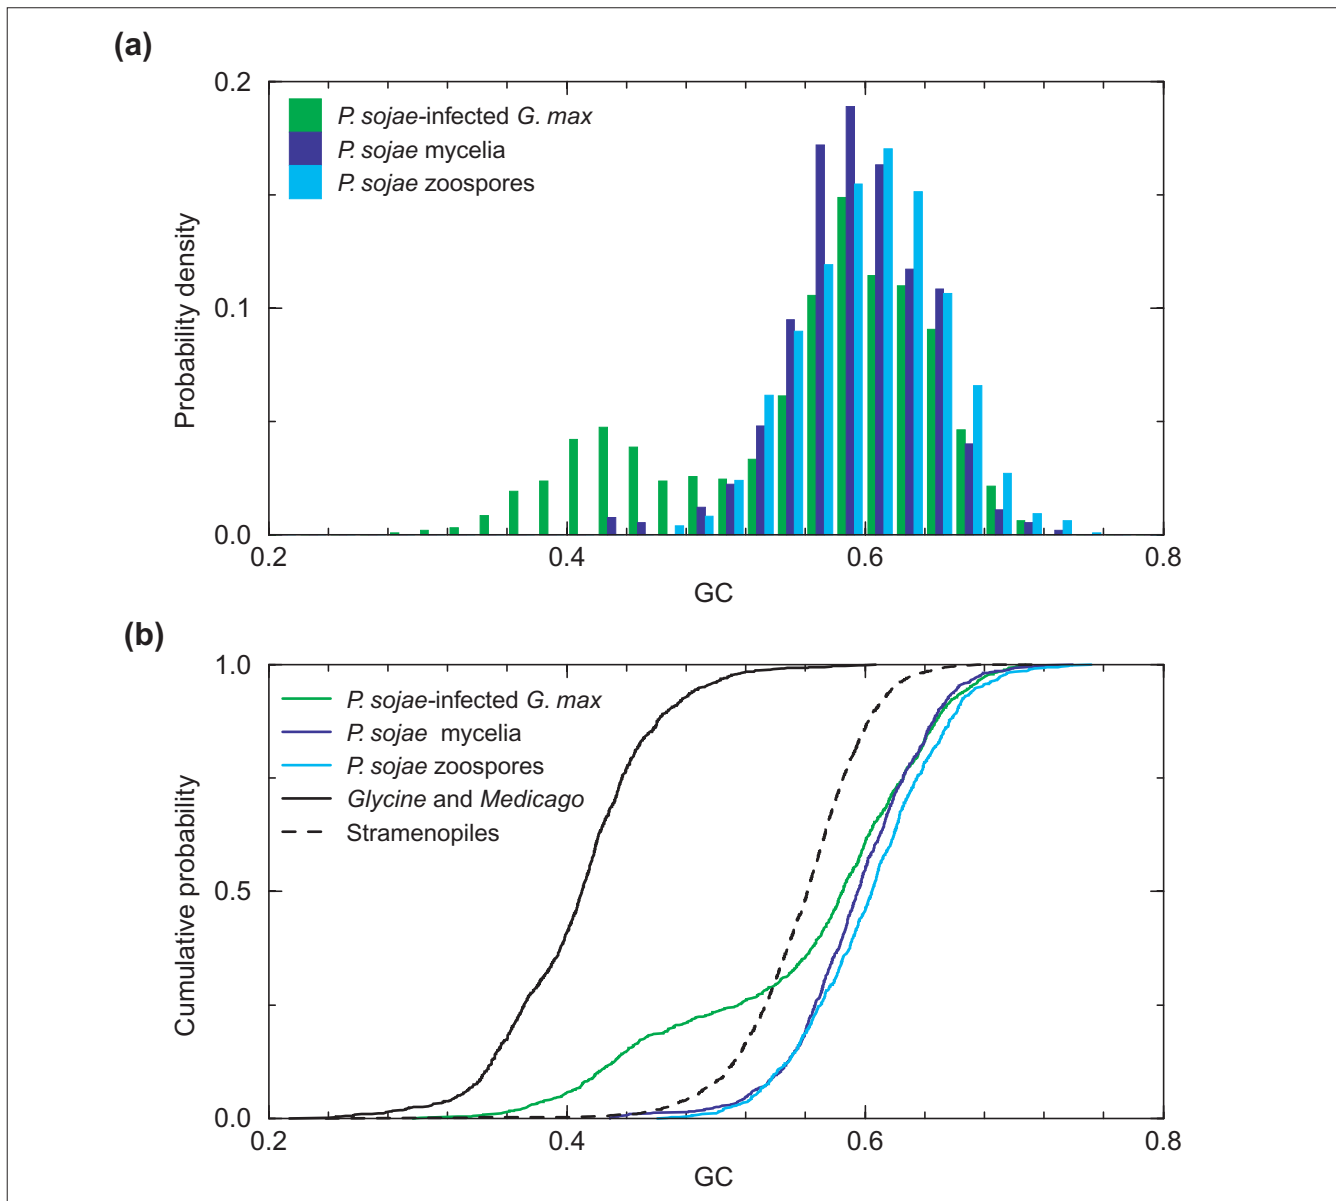 (a)
0.2
P. sojae-infected G. max
P. sojae mycelia
P. sojae zoospores
Probability density
0.1
0.0
0.2 0.4 0.6 0.8
GC
(b)
1.0
P. sojae-infected G. max
P. sojae mycelia
P. sojae zoospores
Glycine and Medicago
Stramenopiles
Cumulative probability
0.5
0.0
0.2 0.4 0.6 0.8
GC